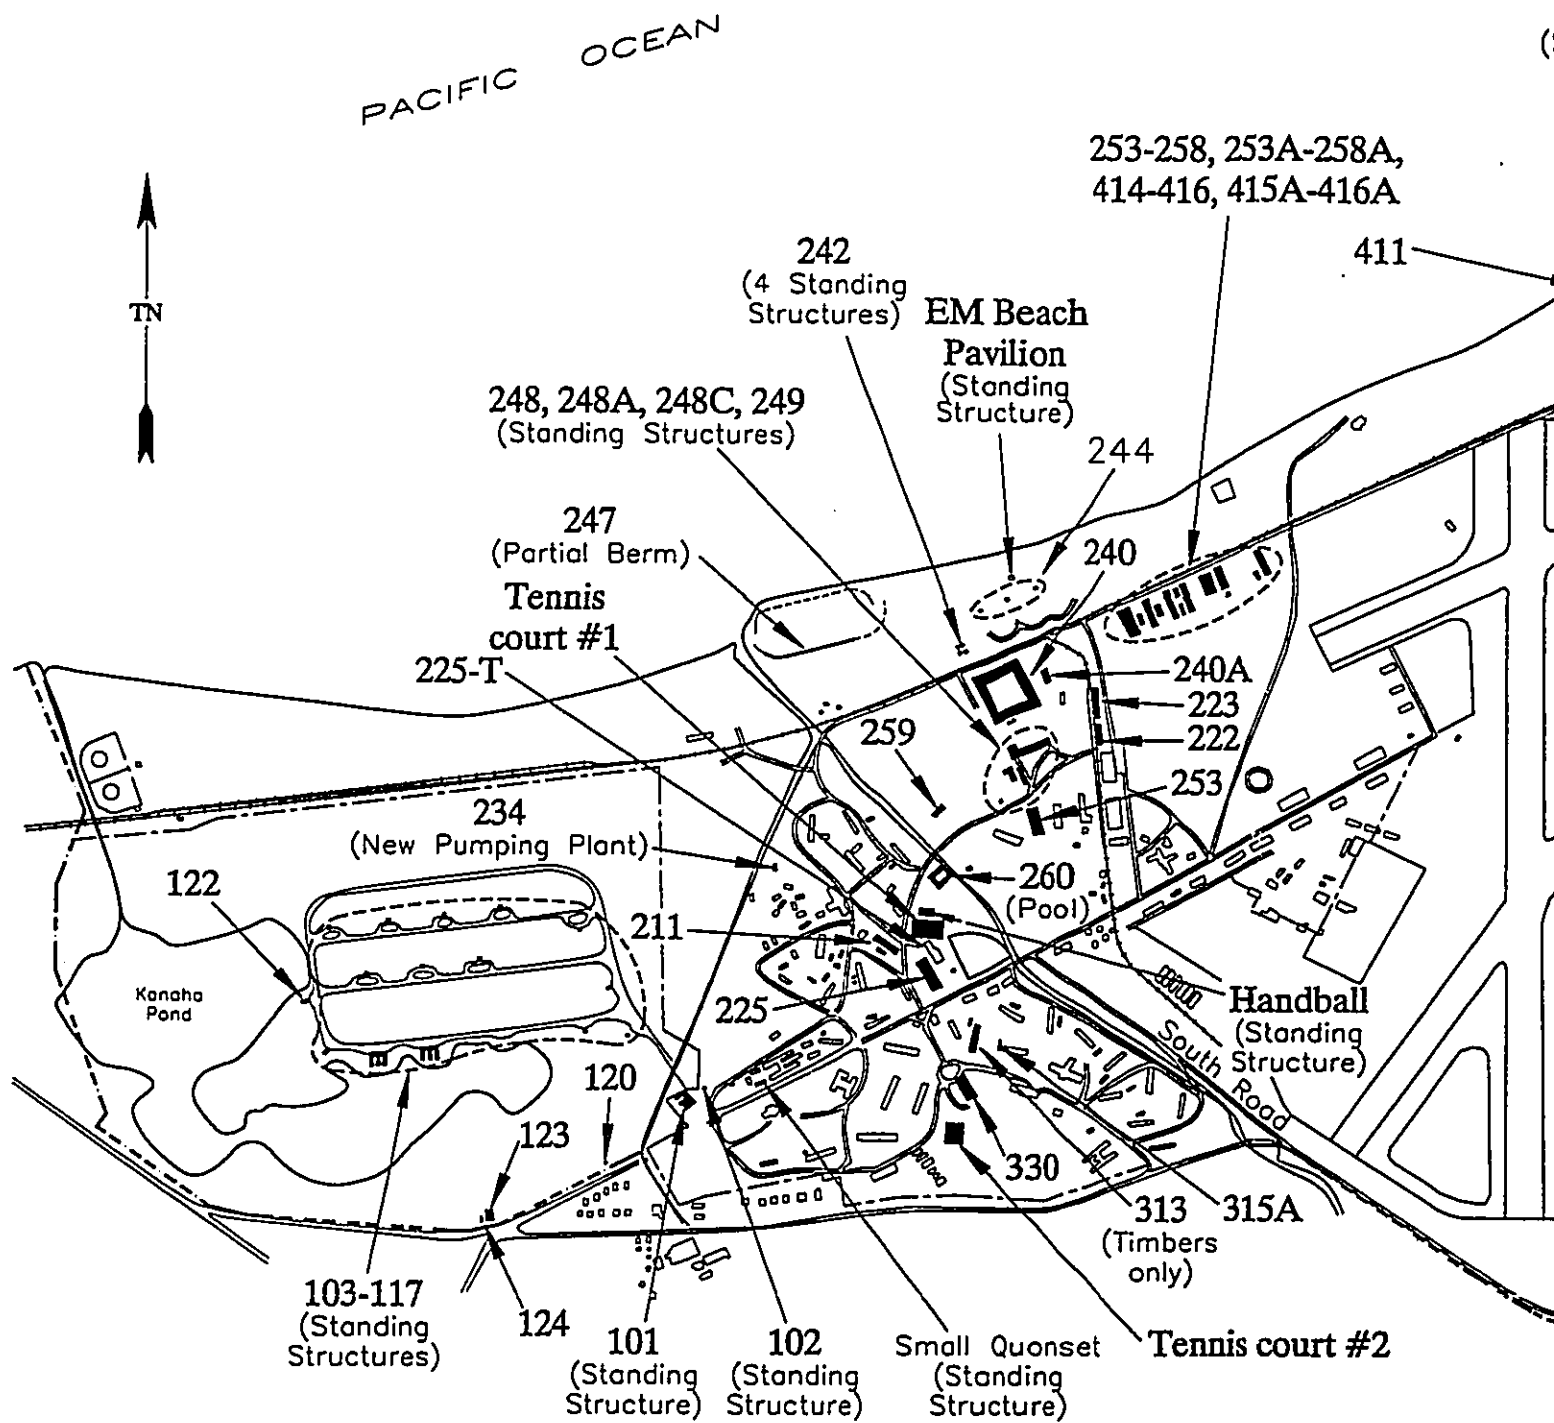 PACIFIC OCEAN
253-258, 253A-258A,
414-416, 415A-416A
242
(4 Standing
Structures)
411
TN
EM Beach
Pavilion
(Standing
Structure)
248, 248A, 248C, 249
(Standing Structures)
244
247
(Partial Berm)
240
Tennis
court #1
225-T
240A
223
222
259
253
234
(New Pumping Plant)
122
260
(Pool)
211
Kanaha
Pond
225
Handball
(Standing
Structure)
South Road
120
123
330
313
(Timbers
only)
315A
103-117
(Standing
Structures)
124
101
(Standing
Structure)
102
(Standing
Structure)
Small Quonset
(Standing
Structure)
Tennis court #2